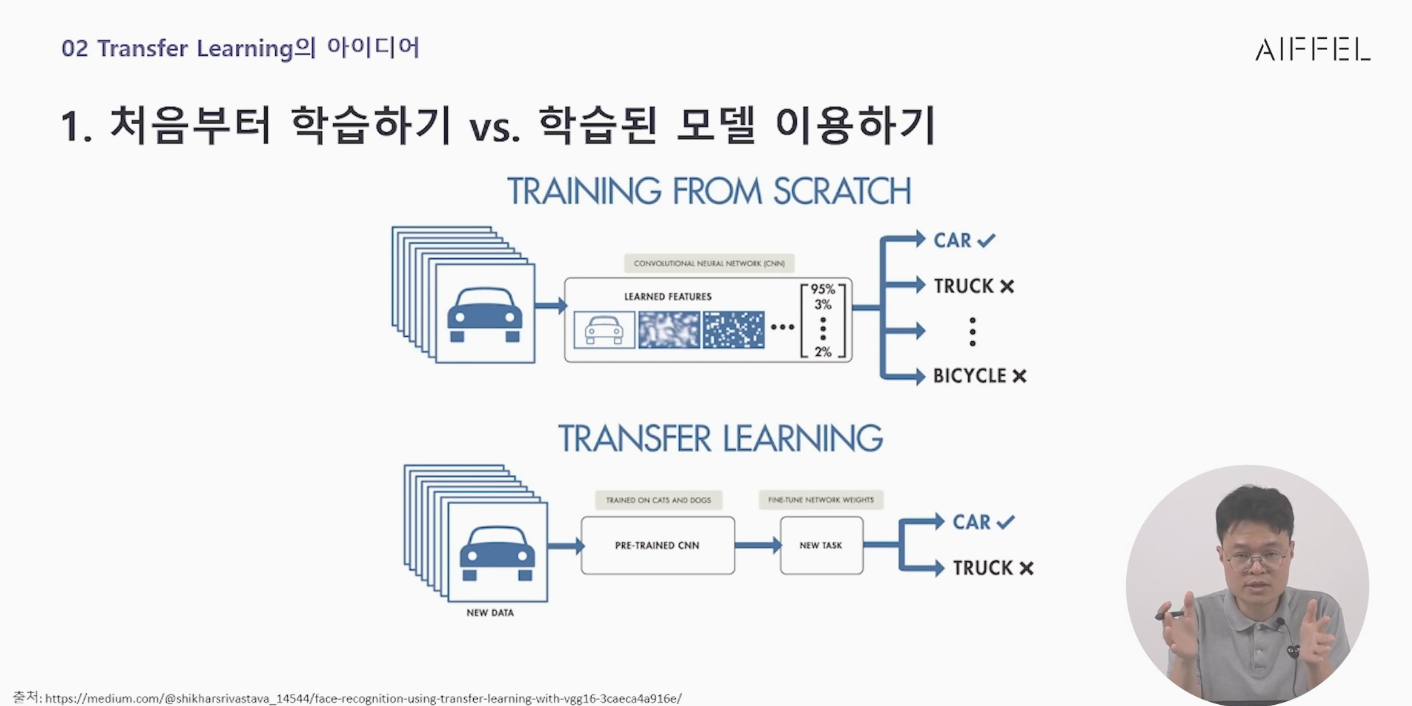 02 Transfer Learning의 아이디어
AIFFEL
1. 처음부터 학습하기 vs. 학습된 모델 이용하기
TRAINING FROM SCRATCH
CONVOLUTIONAL NEURAL NETWORK (CNN)
LEARNED FEATURES
95%
3%
2%
CAR ✓
TRUCK ✕
BICYCLE ✕
TRANSFER LEARNING
TRAINED ON CATS AND DOGS
FINE-TUNE NETWORK WEIGHTS
PRE-TRAINED CNN
NEW TASK
CAR ✓
TRUCK ✕
NEW DATA
출처: https://medium.com/@shikharsrivastava_14544/face-recognition-using-transfer-learning-with-vgg16-3caeca4a916e/